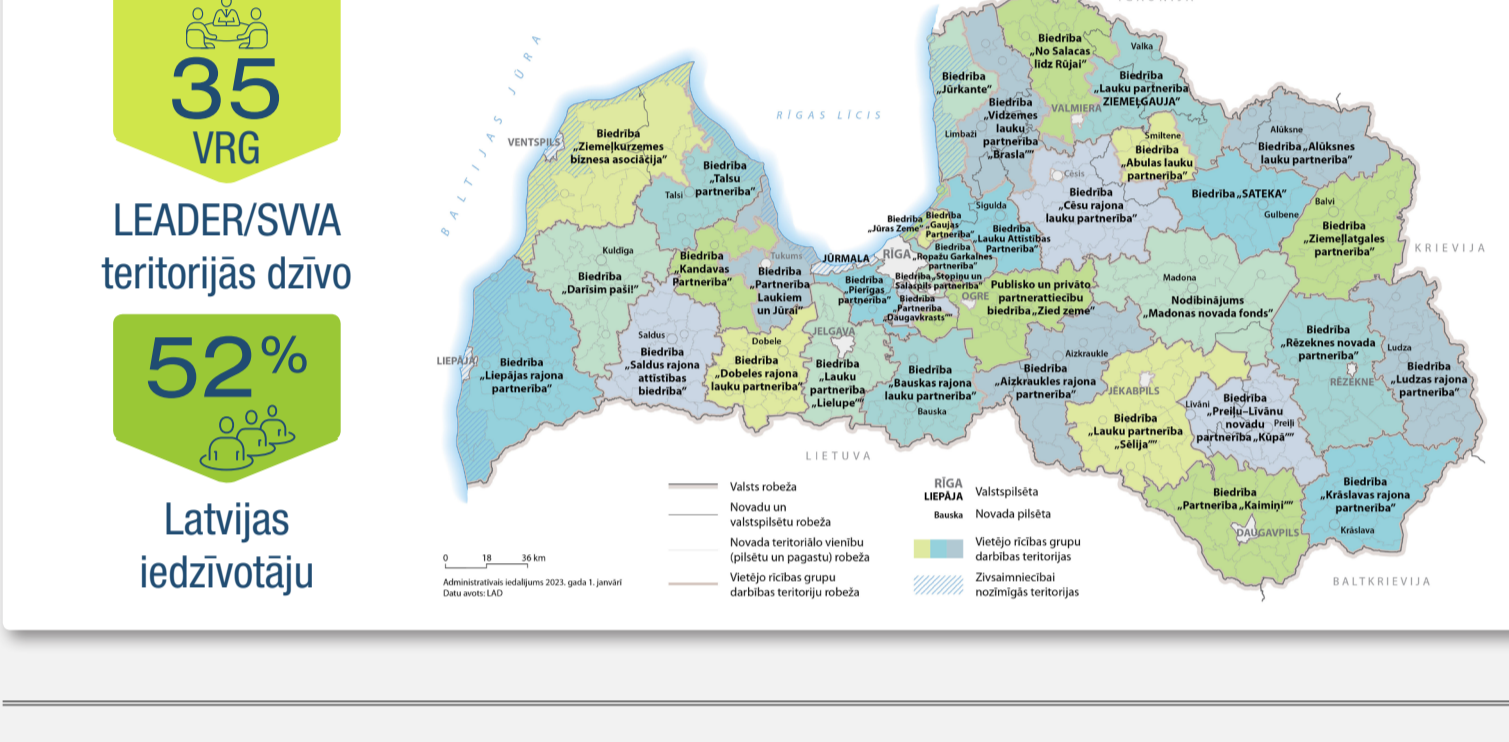 35
VRG
LEADER/SVVA
teritorijās dzīvo
52%
Latvijas
iedzīvotāju
BALTIJAS JŪRA
RĪGAS LĪCIS
VENTSPILS
Biedrība
„Ziemeļkurzemes
biznesa asociācija”
Biedrība
„Talsu
partnerība”
Talsi
Kuldīga
Biedrība
„Darīsim paši!”
Biedrība
„Kandavas
Partnerība”
Tukums
Biedrība
„Partnerība
Laukiem
un Jūrai”
JŪRMALA
LIEPĀJA
Biedrība
„Liepājas rajona
partnerība”
Saldus
Biedrība
„Saldus rajona
attīstības
biedrība”
Dobele
Biedrība
„Dobeles rajona
lauku partnerība”
JELGAVA
Biedrība
„Lauku
partnerība
„Lielupe””
Biedrība
„Pierīgas
partnerība”
Biedrība
„Bauskas rajona
lauku partnerība”
Bauska
Biedrība
„Jūrkante”
Limbaži
Biedrība
„Vidzemes
lauku
partnerība
„Brasla””
Biedrība
„No Salacas
līdz Rūjai”
VALMIERA
Valka
Biedrība
„Lauku partnerība
ZIEMEĻGAUJA”
Smiltene
Biedrība
„Abulas lauku
partnerība”
Alūksne
Biedrība „Alūksnes
lauku partnerība”
Cēsis
Biedrība
„Cēsu rajona
lauku partnerība”
Biedrība „SATEKA”
Gulbene
Balvi
Biedrība
„Ziemeļlatgales
partnerība”
KRIEVIJA
Sigulda
Biedrība
„Jūras Zeme”
Biedrība
„Gaujas
Partnerība”
Biedrība
„Lauku Attīstības
Partnerība”
RĪGA
Biedrība
„Ropažu Garkalnes
partnerība”
Biedrība „Stopiņu un
Salaspils partnerība”
OGRE
Biedrība
„Partnerība
„Daugavkrasts””
Publisko un privāto
partnerattiecību
biedrība „Zied zeme”
Madona
Nodibinājums
„Madonas novada fonds”
Aizkraukle
Biedrība
„Aizkraukles rajona
partnerība”
JĒKABPILS
Biedrība
„Lauku partnerība
„Sēlija””
Līvāni
Biedrība
„Preiļu–Līvānu
novadu
Preiļi
partnerība „Kūpā””
Biedrība
„Rēzeknes novada
partnerība”
RĒZEKNE
Ludza
Biedrība
„Ludzas rajona
partnerība”
Biedrība
„Partnerība „Kaimiņi””
DAUGAVPILS
Biedrība
„Krāslavas rajona
partnerība”
Krāslava
LIETUVA
BALTKRIEVIJA
0 18 36 km
Administratīvais iedalījums 2023. gada 1. janvārī
Datu avots: LAD
Valsts robeža
Novadu un
valstspilsētu robeža
Novada teritoriālo vienību
(pilsētu un pagastu) robeža
Vietējo rīcības grupu
darbības teritoriju robeža
RĪGA
LIEPĀJA
Valstspilsēta
Bauska
Novada pilsēta
Vietējo rīcības grupu
darbības teritorijas
Zivsaimniecībai
nozīmīgās teritorijas